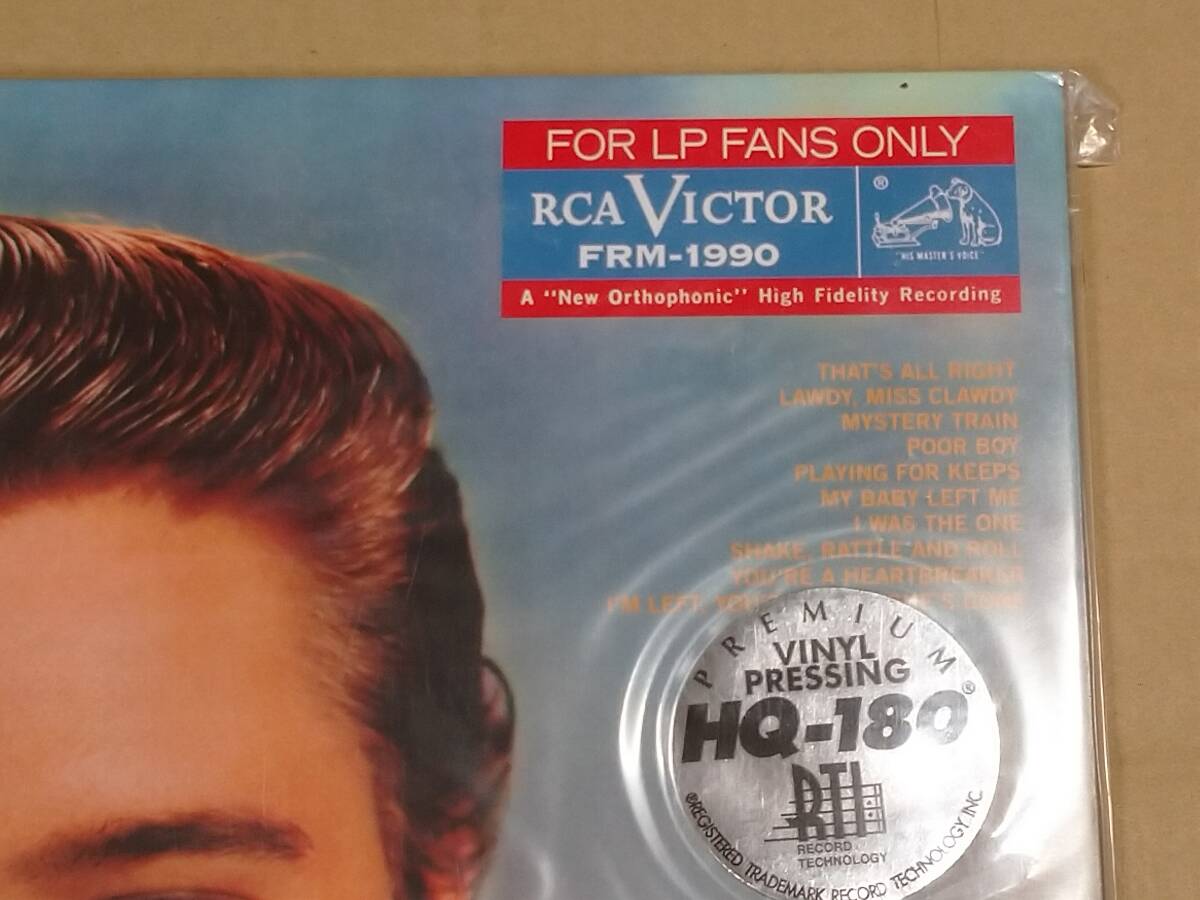 FOR LP FANS ONLY
RCA VICTOR
FRM-1990
®
"HIS MASTER'S VOICE"
A "New Orthophonic" High Fidelity Recording
THAT'S ALL RIGHT
LAWDY, MISS CLAWDY
MYSTERY TRAIN
POOR BOY
PLAYING FOR KEEPS
MY BABY LEFT ME
I WAS THE ONE
SHAKE, RATTLE AND ROLL
YOU'RE A HEARTBREAKER
I'M LEFT,
PREMIUM
VINYL
PRESSING
HQ-180®
RTI
RECORD
TECHNOLOGY
®REGISTERED TRADEMARK RECORD TECHNOLOGY, INC.